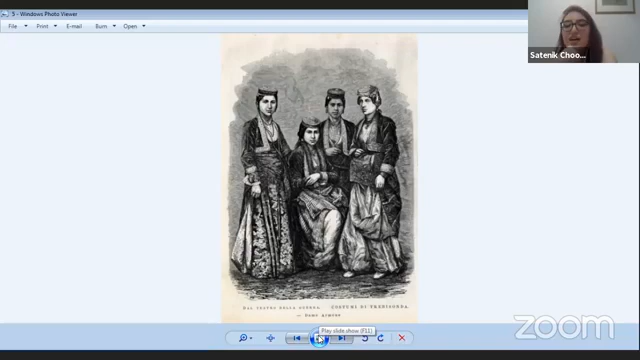 5 - Windows Photo Viewer
File Print E-mail Burn Open
Satenik Choo...
DAL TEATRO DELLA GUERRA. COSTUMI DI TREBISONDA.
Play slide show (F11)
zoom